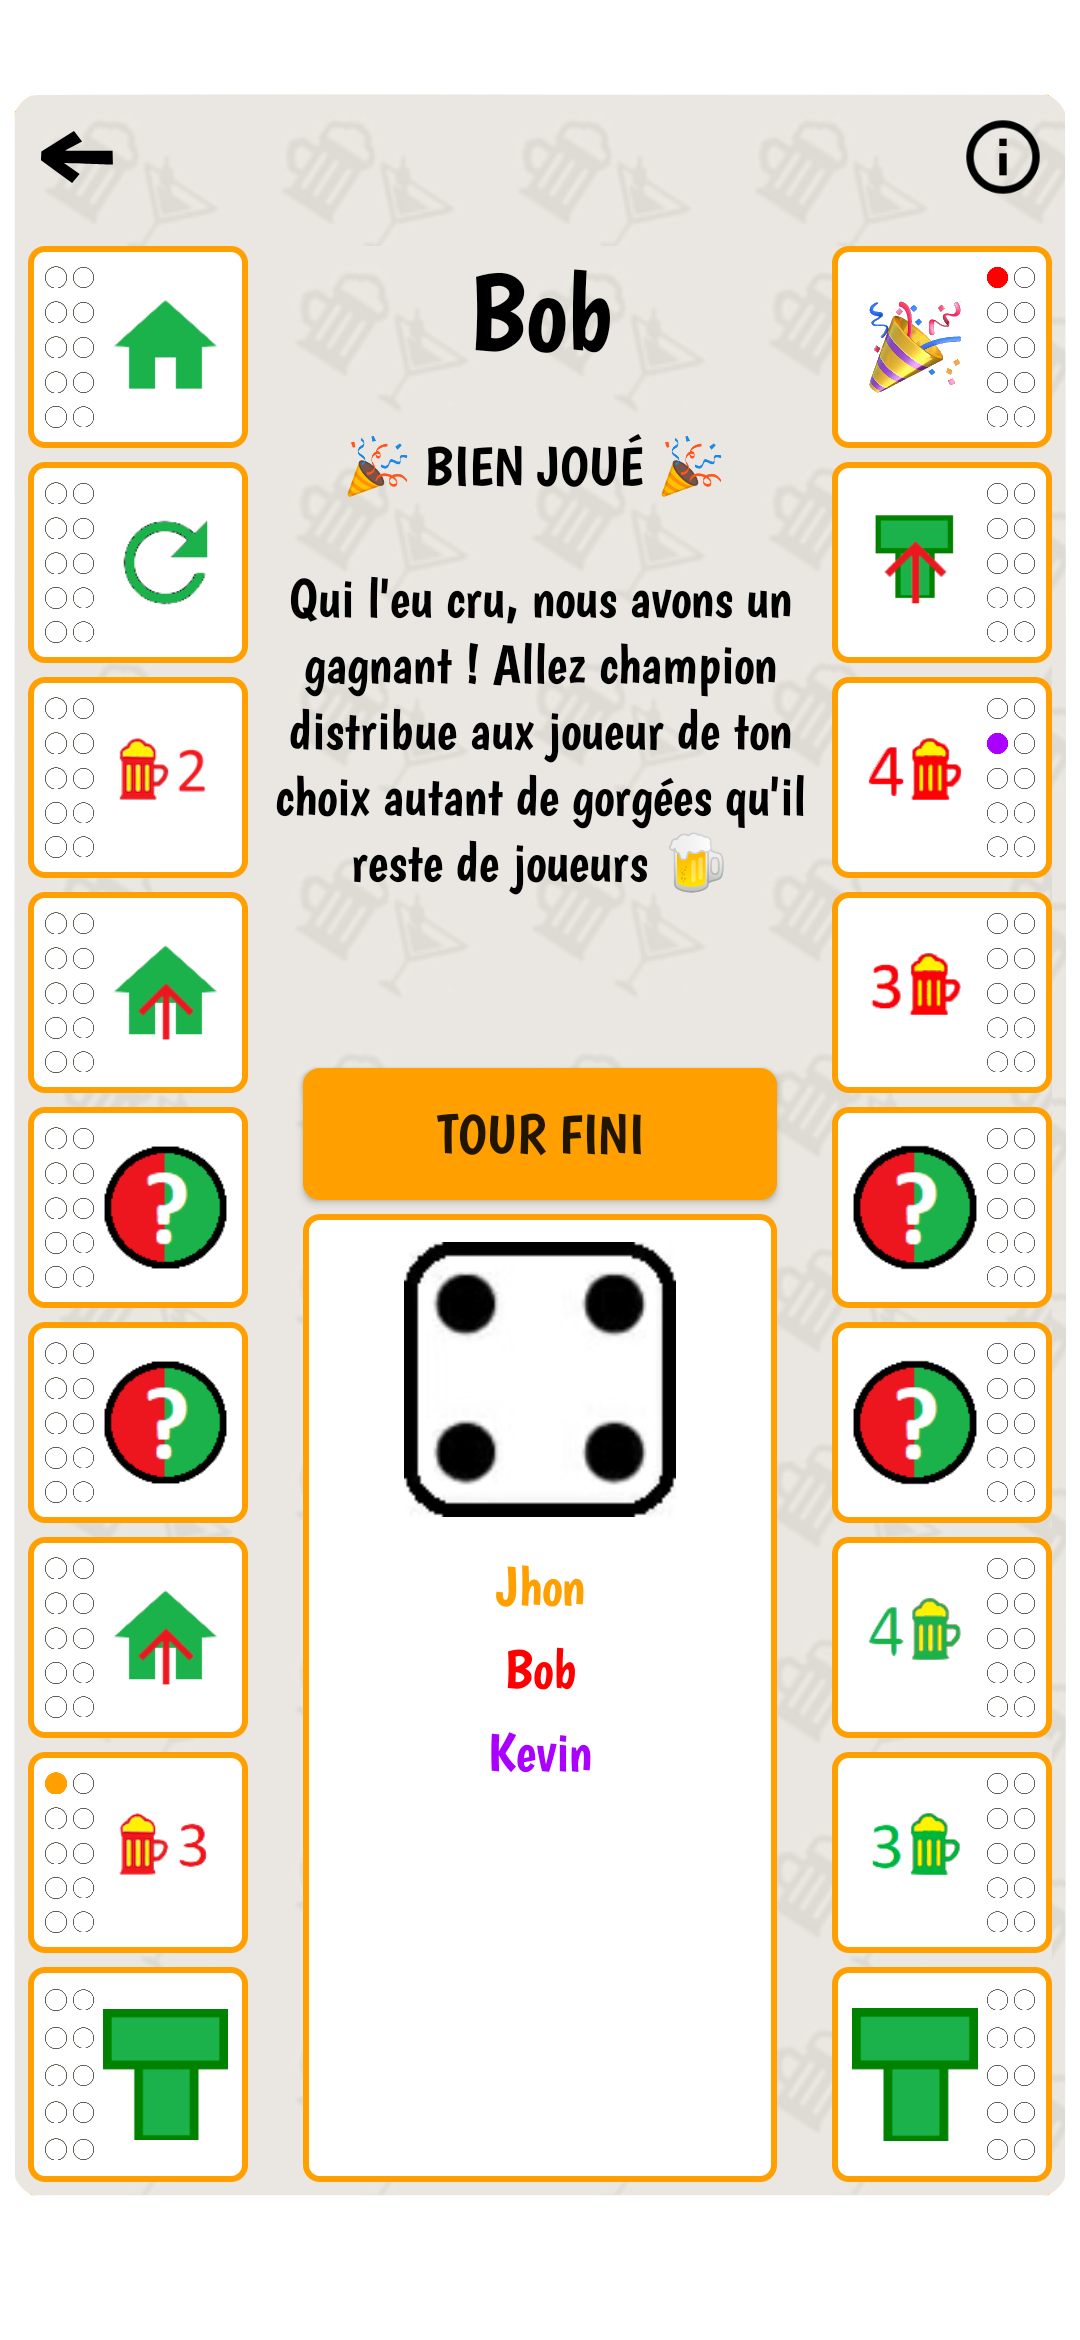 Bob
🎉 BIEN JOUÉ 🎉
Qui l'eu cru, nous avons un
gagnant ! Allez champion
distribue aux joueur de ton
choix autant de gorgées qu'il
reste de joueurs 🍺
2
4
3
?
?
?
?
4
3
3
TOUR FINI
Jhon
Bob
Kevin